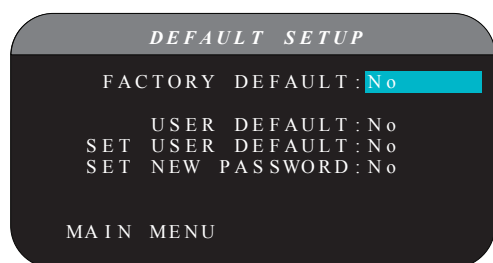 DEFAULT SETUP
FACTORY DEFAULT:No
USER DEFAULT:No
SET USER DEFAULT:No
SET NEW PASSWORD:No
MAIN MENU